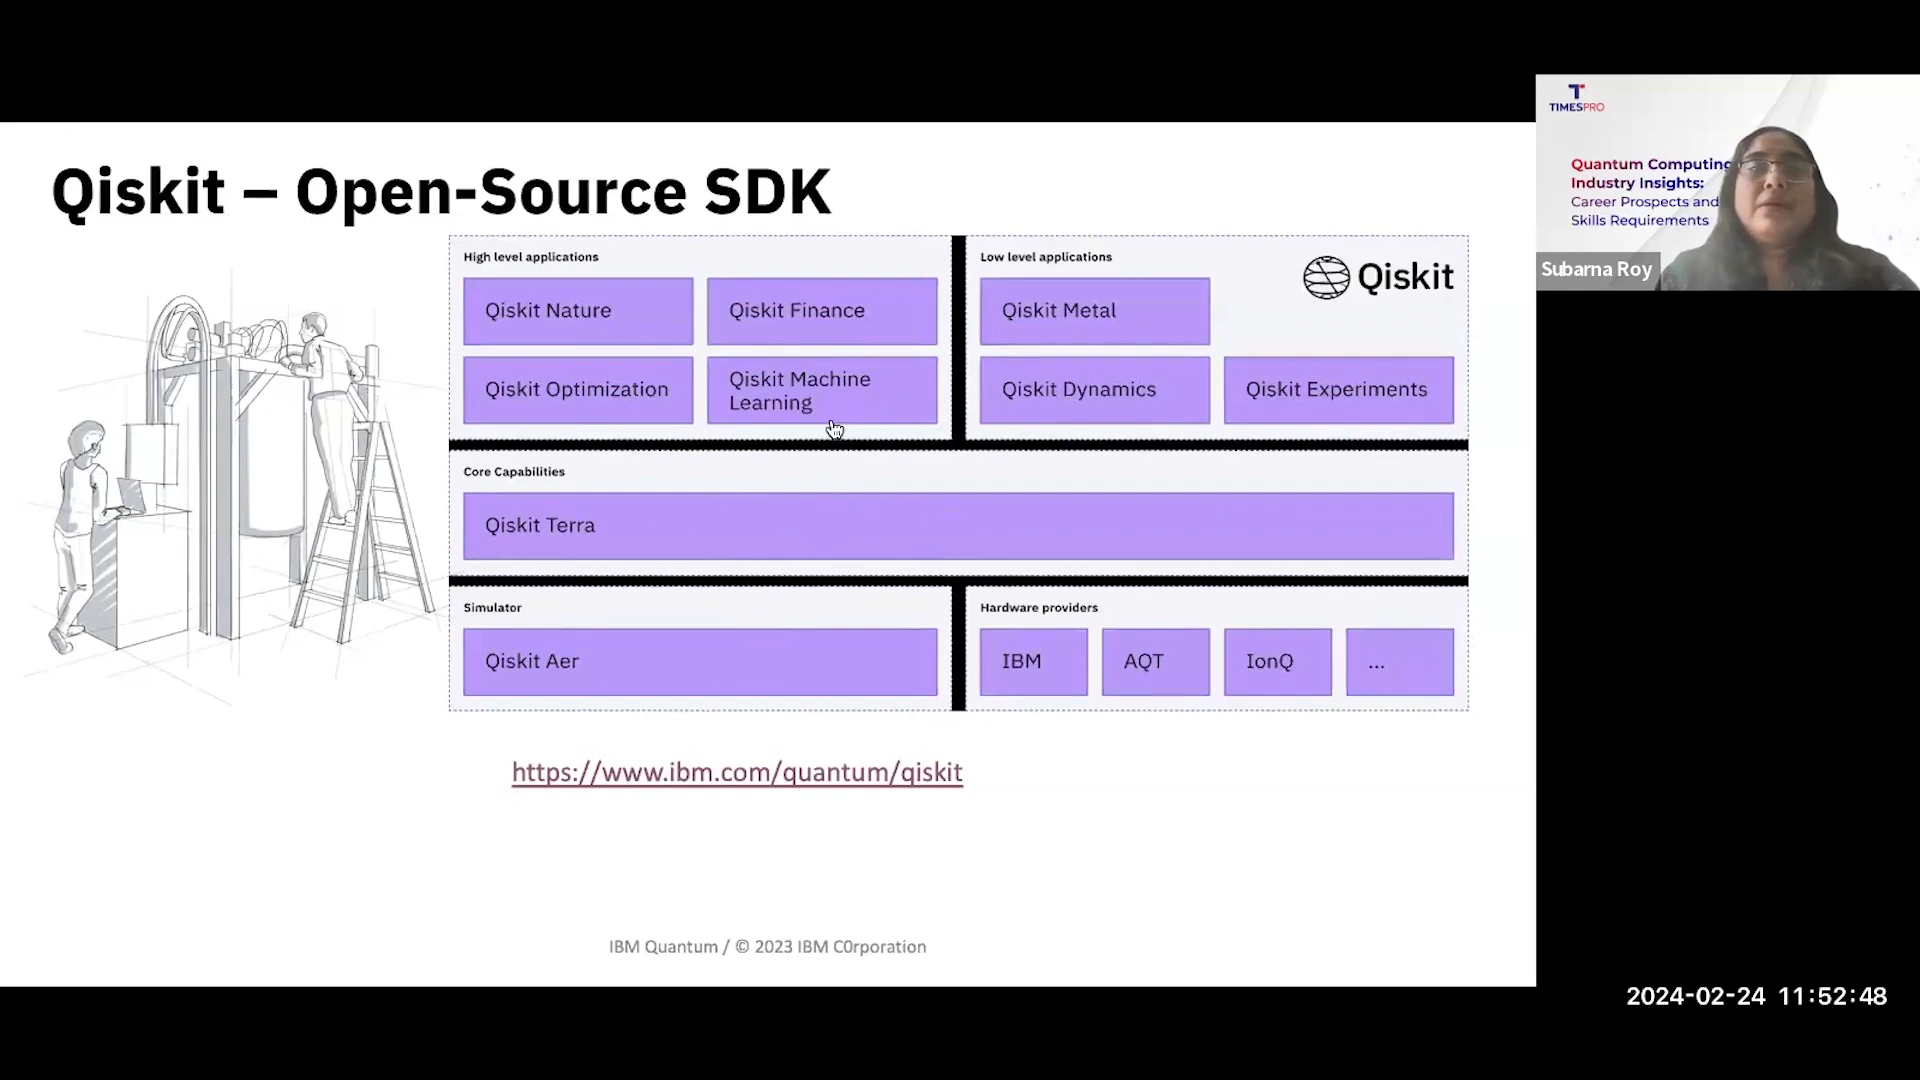 Qiskit – Open-Source SDK
High level applications
Qiskit Nature
Qiskit Finance
Qiskit Optimization
Qiskit Machine
Learning
Low level applications
Qiskit
Qiskit Metal
Qiskit Dynamics
Qiskit Experiments
Core Capabilities
Qiskit Terra
Simulator
Qiskit Aer
Hardware providers
IBM
AQT
IonQ
...
https://www.ibm.com/quantum/qiskit
IBM Quantum / © 2023 IBM C0rporation
TIMESPRO
Quantum Computing
Industry Insights:
Career Prospects and
Skills Requirements
Subarna Roy
2024-02-24 11:52:48